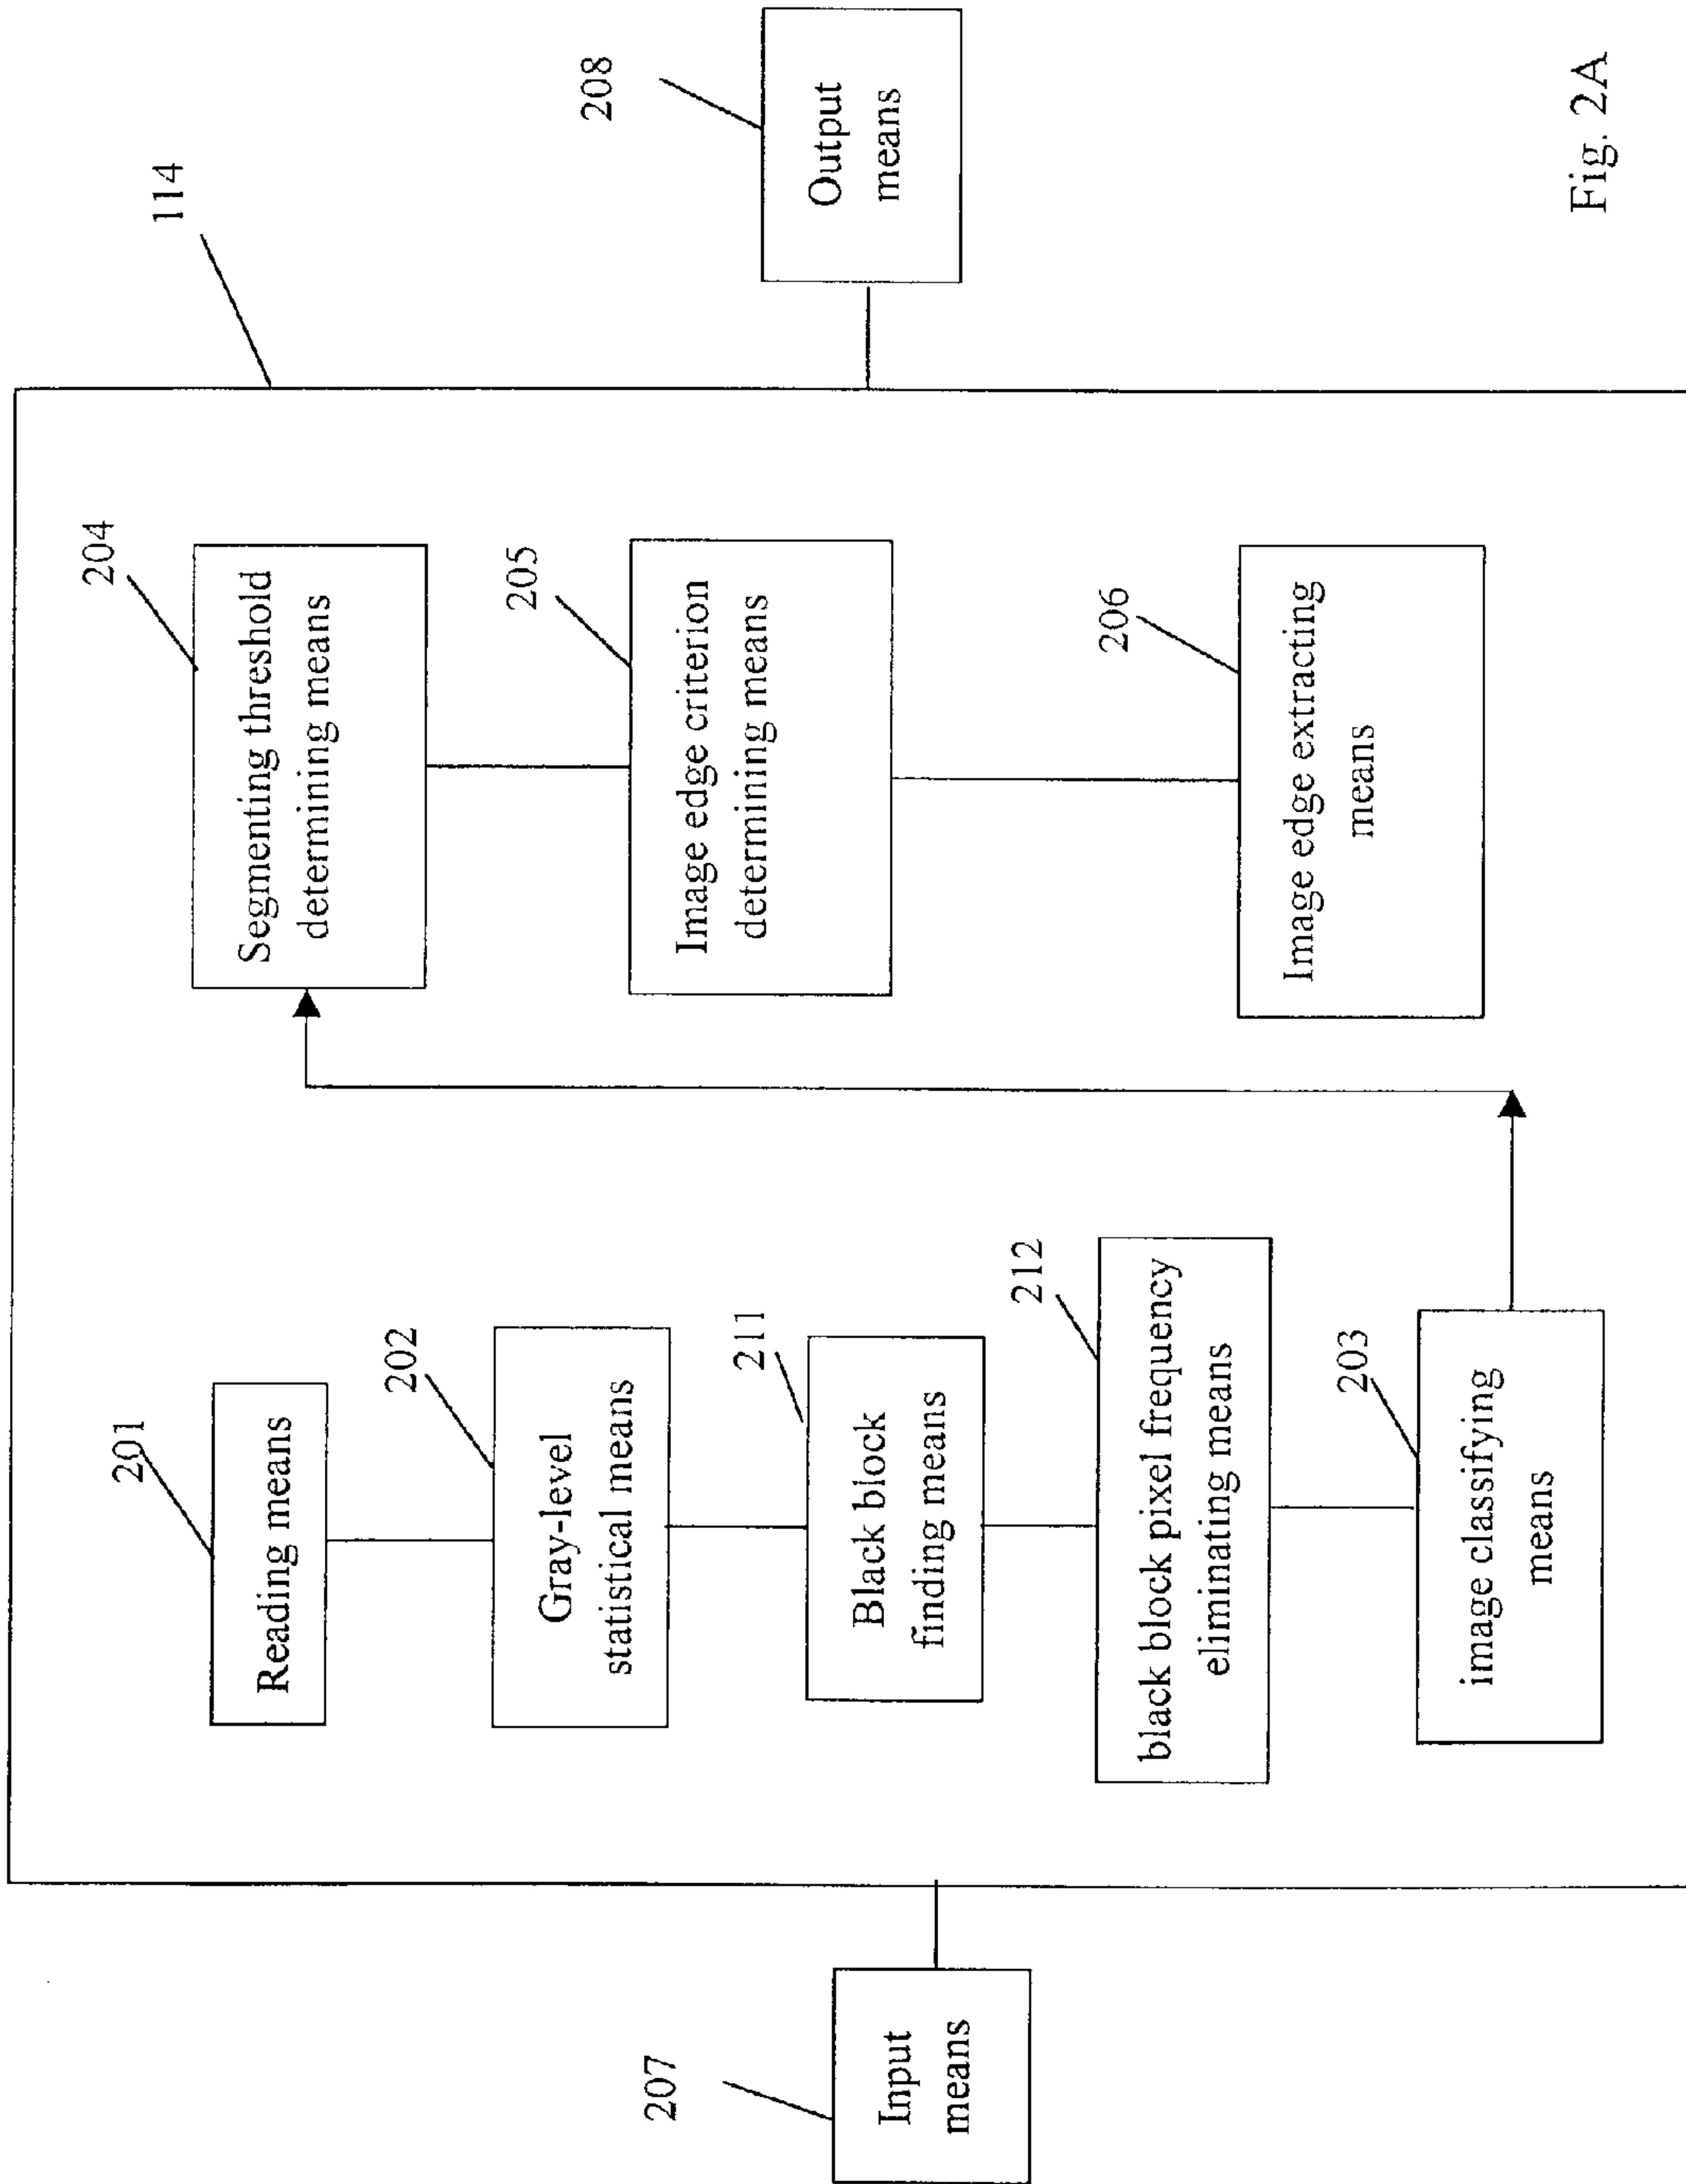 114
201
Reading means
202
Gray-level
statistical means
211
Black block
finding means
212
black block pixel frequency
eliminating means
203
image classifying
means
204
Segmenting threshold
determining means
205
Image edge criterion
determining means
206
Image edge extracting
means
207
Input
means
208
Output
means
Fig. 2A